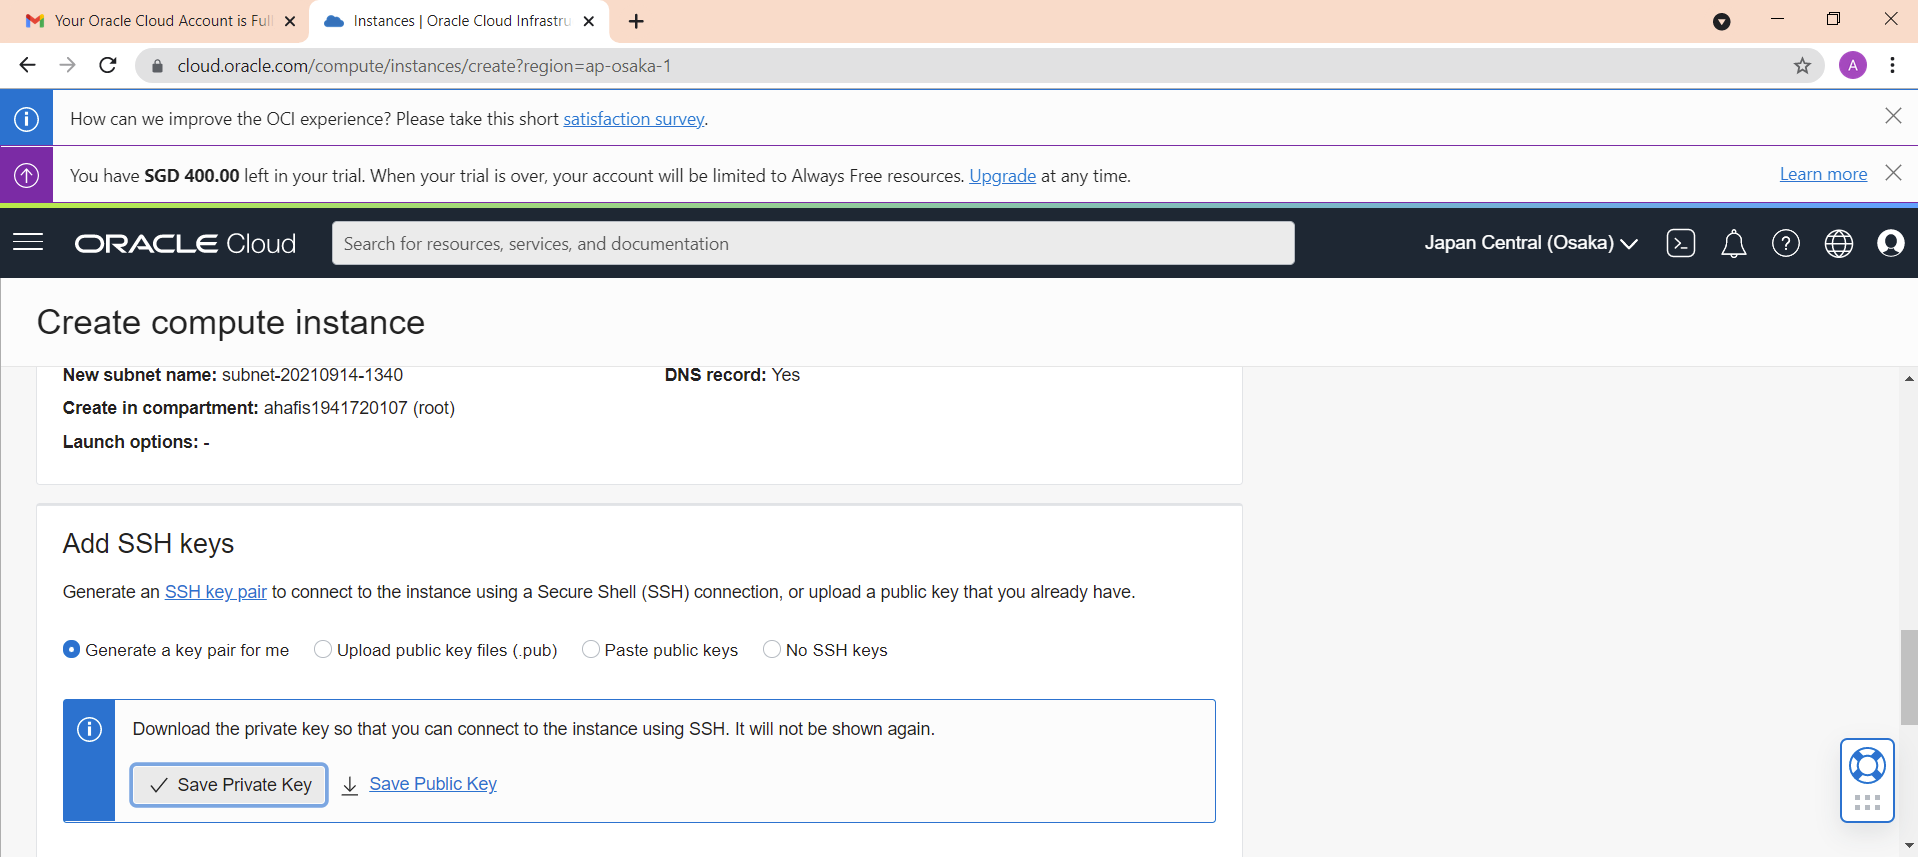 Your Oracle Cloud Account is Ful
Instances | Oracle Cloud Infrastru
cloud.oracle.com/compute/instances/create?region=ap-osaka-1
A
How can we improve the OCI experience? Please take this short satisfaction survey.
You have SGD 400.00 left in your trial. When your trial is over, your account will be limited to Always Free resources. Upgrade at any time.
Learn more
ORACLE Cloud
Search for resources, services, and documentation
Japan Central (Osaka)
Create compute instance
New subnet name: subnet-20210914-1340
DNS record: Yes
Create in compartment: ahafis1941720107 (root)
Launch options: -
Add SSH keys
Generate an SSH key pair to connect to the instance using a Secure Shell (SSH) connection, or upload a public key that you already have.
Generate a key pair for me
Upload public key files (.pub)
Paste public keys
No SSH keys
Download the private key so that you can connect to the instance using SSH. It will not be shown again.
Save Private Key
Save Public Key